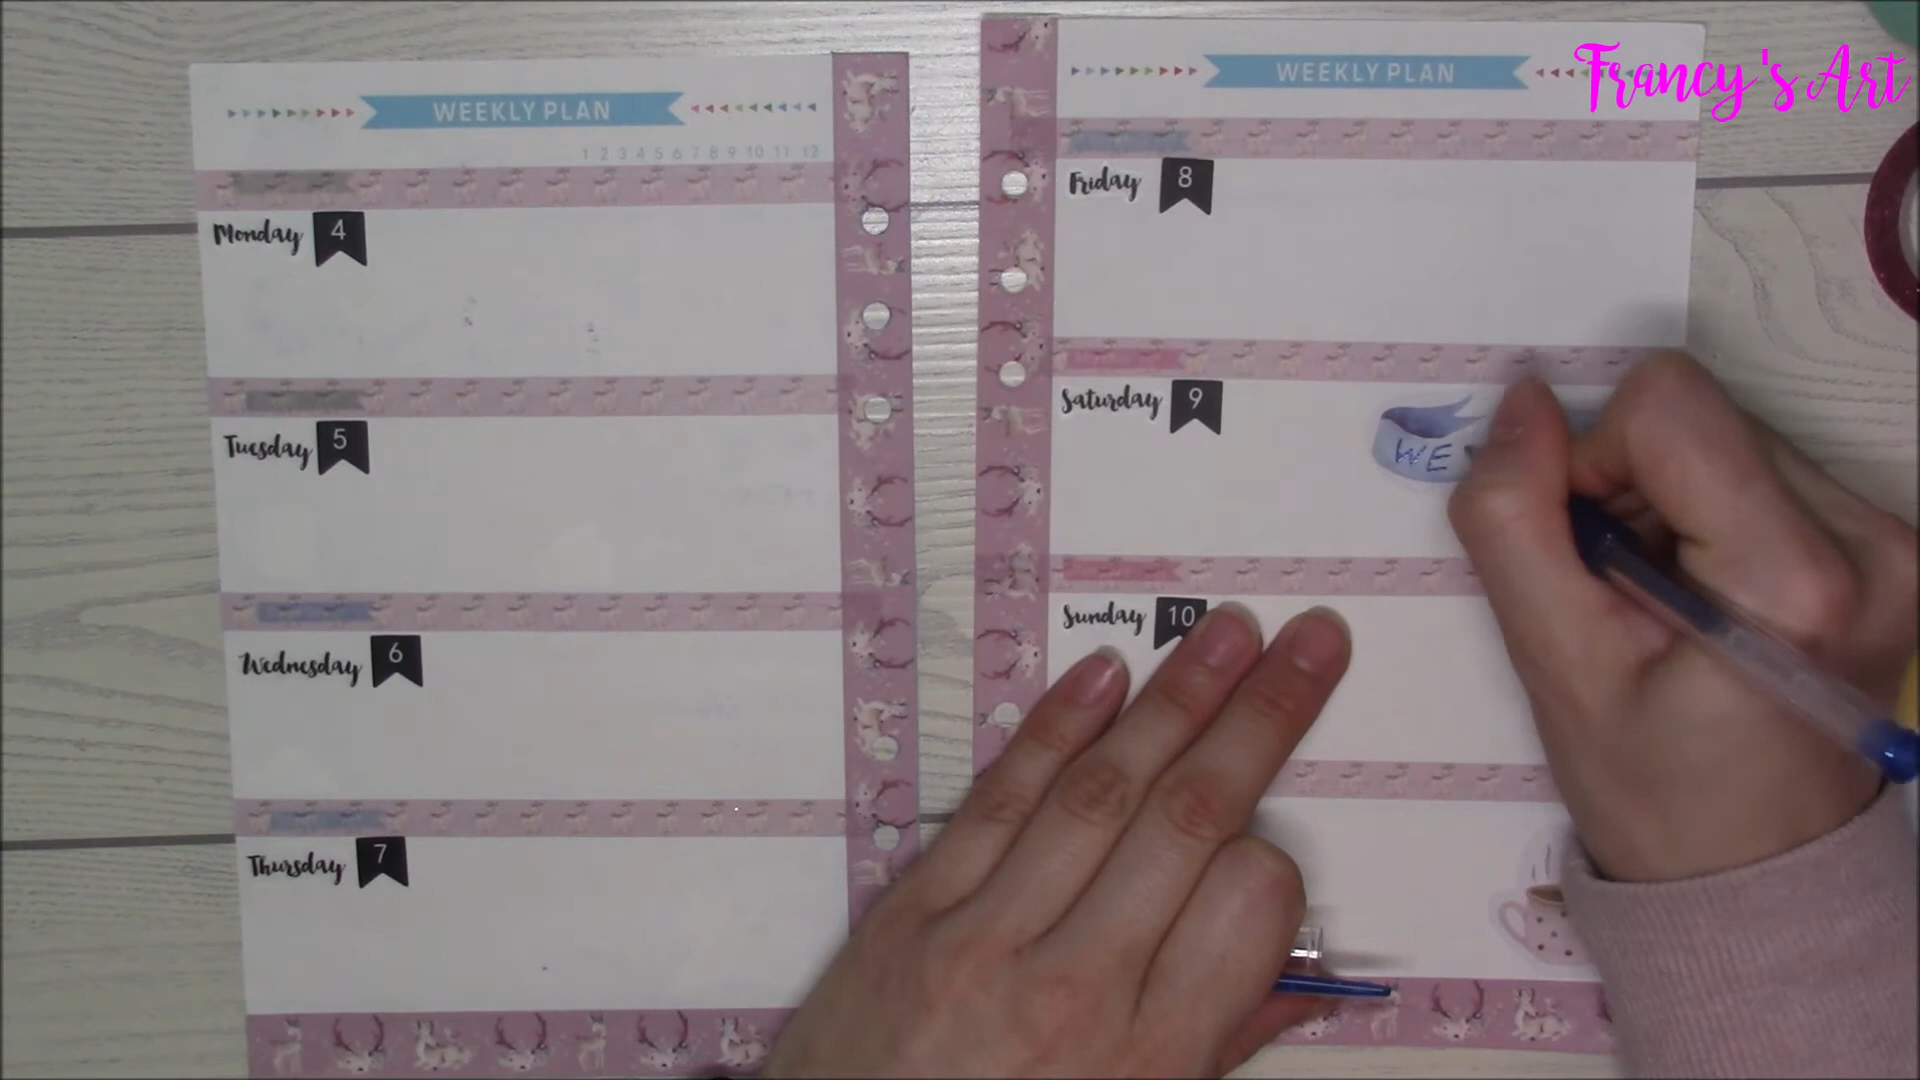 Francy's Art
WEEKLY PLAN
1 2 3 4 5 6 7 8 9 10 11 12
Monday 4
Tuesday 5
Wednesday 6
Thursday 7
WEEKLY PLAN
Friday 8
Saturday 9
WE
Sunday 10